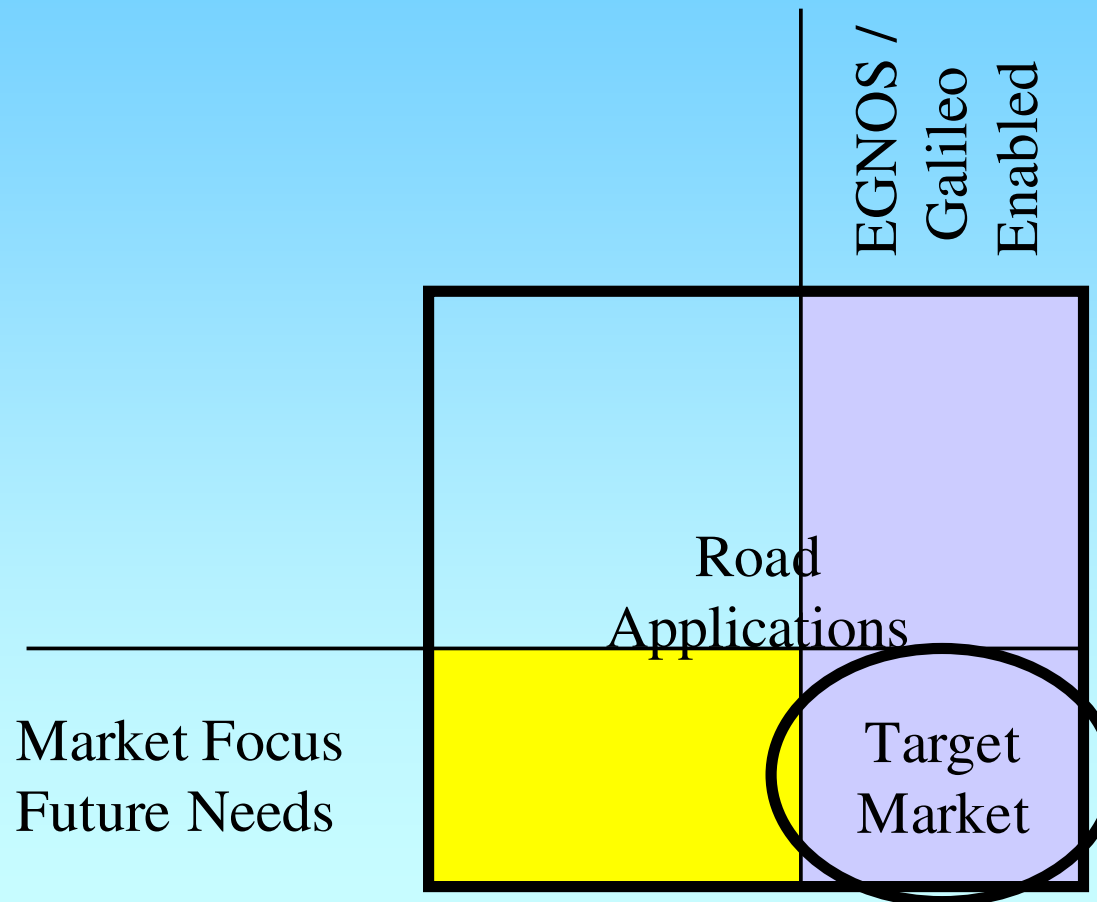 EGNOS /
Galileo
Enabled
Road
Applications
Market Focus
Future Needs
Target
Market